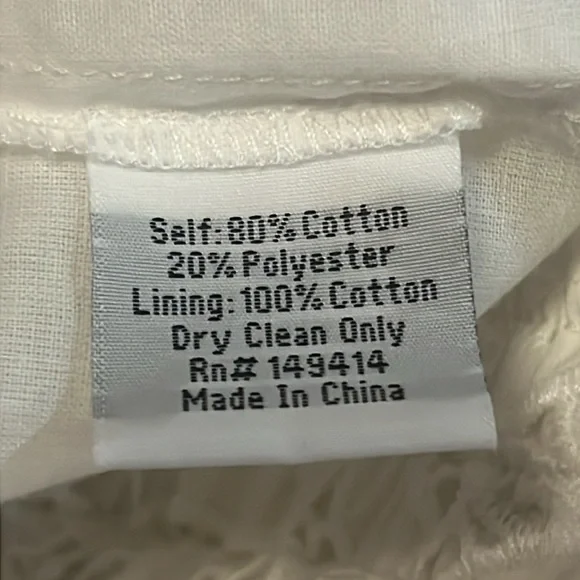 Self: 80% Cotton
20% Polyester
Lining: 100% Cotton
Dry Clean Only
Rn# 149414
Made In China